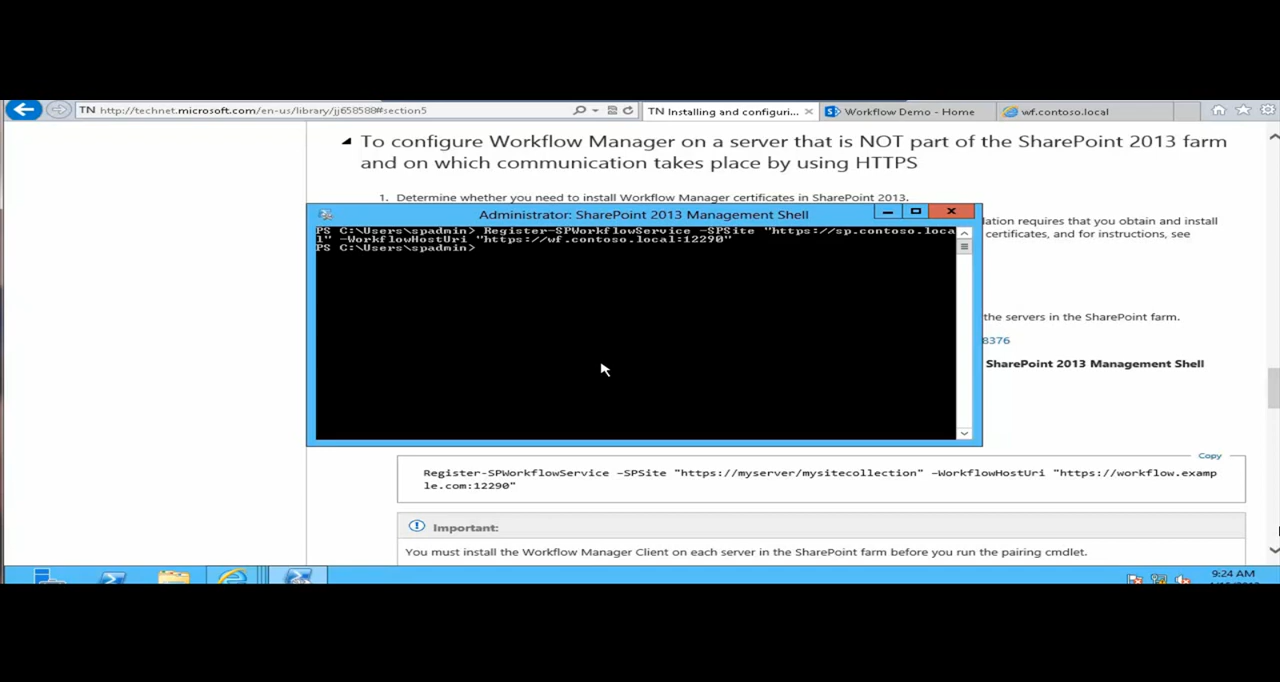 TN http://technet.microsoft.com/en-us/library/jj658588#section5
TN Installing and configuri...
Workflow Demo - Home
wf.contoso.local
To configure Workflow Manager on a server that is NOT part of the SharePoint 2013 farm
and on which communication takes place by using HTTPS
1. Determine whether you need to install Workflow Manager certificates in SharePoint 2013.
Administrator: SharePoint 2013 Management Shell
lation requires that you obtain and install
certificates, and for instructions, see
PS C:\Users\spadmin> Register-SPWorkflowService -SPSite "https://sp.contoso.loca
l" -WorkflowHostUri "https://wf.contoso.local:12290"
PS C:\Users\spadmin>
the servers in the SharePoint farm.
8376
SharePoint 2013 Management Shell
Copy
Register-SPWorkflowService –SPSite "https://myserver/mysitecollection" –WorkflowHostUri "https://workflow.examp
le.com:12290"
Important:
You must install the Workflow Manager Client on each server in the SharePoint farm before you run the pairing cmdlet.
9:24 AM